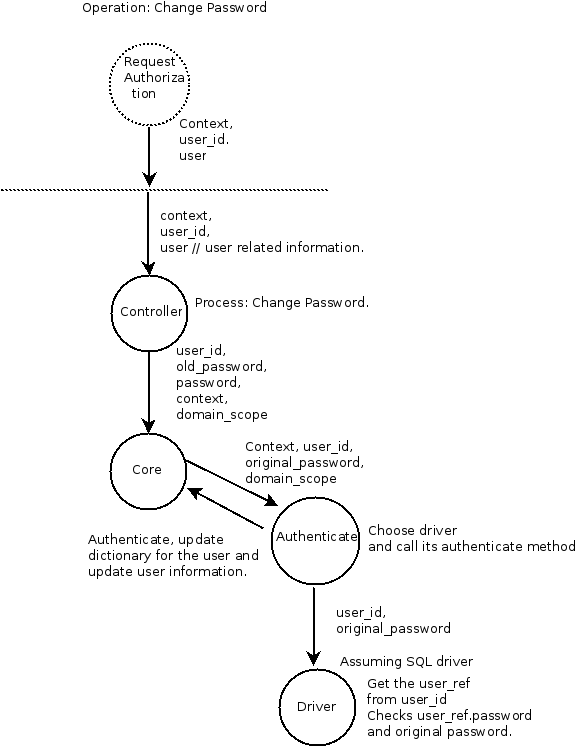 Operation: Change Password
Request
Authoriza
tion
Context,
user_id.
user
context,
user_id,
user // user related information.
Controller
Process: Change Password.
user_id,
old_password,
password,
context,
domain_scope
Core
Context, user_id,
original_password,
domain_scope
Authenticate, update
dictionary for the user and
update user information.
Authenticate
Choose driver
and call its authenticate method
user_id,
original_password
Assuming SQL driver
Driver
Get the user_ref
from user_id
Checks user_ref.password
and original password.